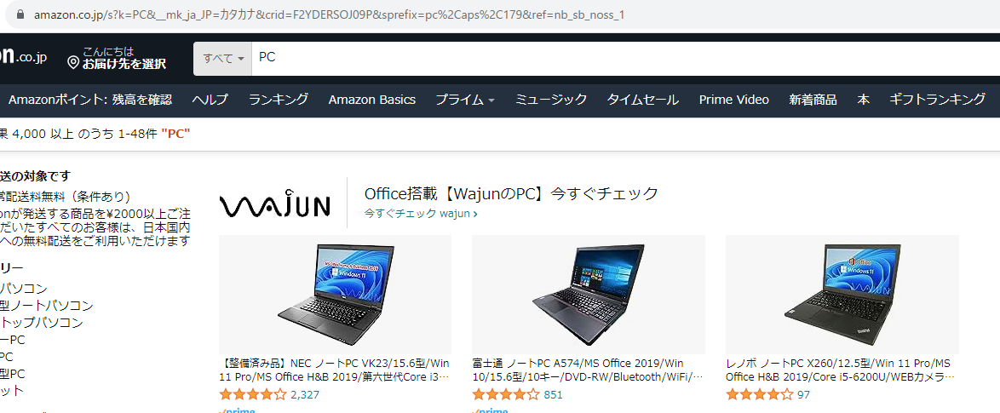 amazon.co.jp/s?k=PC&__mk_ja_JP=カタカナ&crid=F2YDERSOJ09P&sprefix=pc%2Caps%2C179&ref=nb_sb_noss_1
on.co.jp
こんにちは
お届け先を選択
すべて
PC
Amazonポイント: 残高を確認 ヘルプ ランキング Amazon Basics プライム ミュージック タイムセール Prime Video 新着商品 本 ギフトランキング
果 4,000 以上 のうち 1-48件 "PC"
送の対象です
常配送料無料（条件あり）
onが発送する商品を¥2000以上ご注
だいたすべてのお客様は、日本国内
への無料配送をご利用いただけます
リー
パソコン
型ノートパソコン
トップパソコン
ーPC
PC
型PC
ット
WAJUN
Office搭載【WajunのPC】今すぐチェック
今すぐチェック wajun ›
MS Office Home & Business 2019
Windows 11
【整備済み品】NEC ノートPC VK23/15.6型/Win
11 Pro/MS Office H&B 2019/第六世代Core i3…
2,327
prime
富士通 ノートPC A574/MS Office 2019/Win
10/15.6型/10キー/DVD-RW/Bluetooth/WiFi/…
851
prime
Office
Windows 11
ThinkPad
レノボ ノートPC X260/12.5型/Win 11 Pro/MS
Office H&B 2019/Core i5-6200U/WEBカメラ…
97